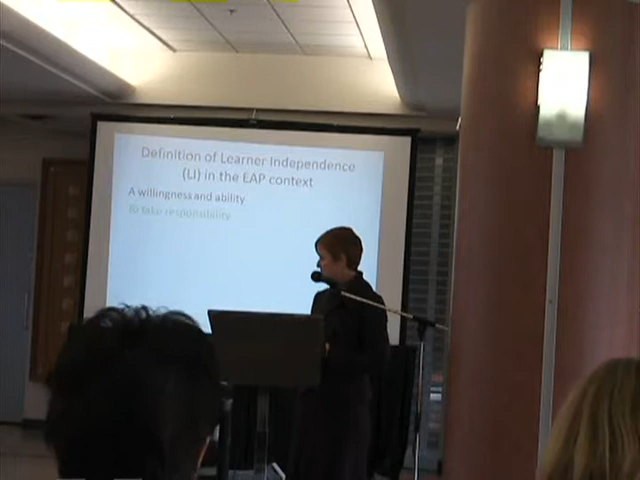 Definition of Learner Independence
(LI) in the EAP context
A willingness and ability
To take responsibility